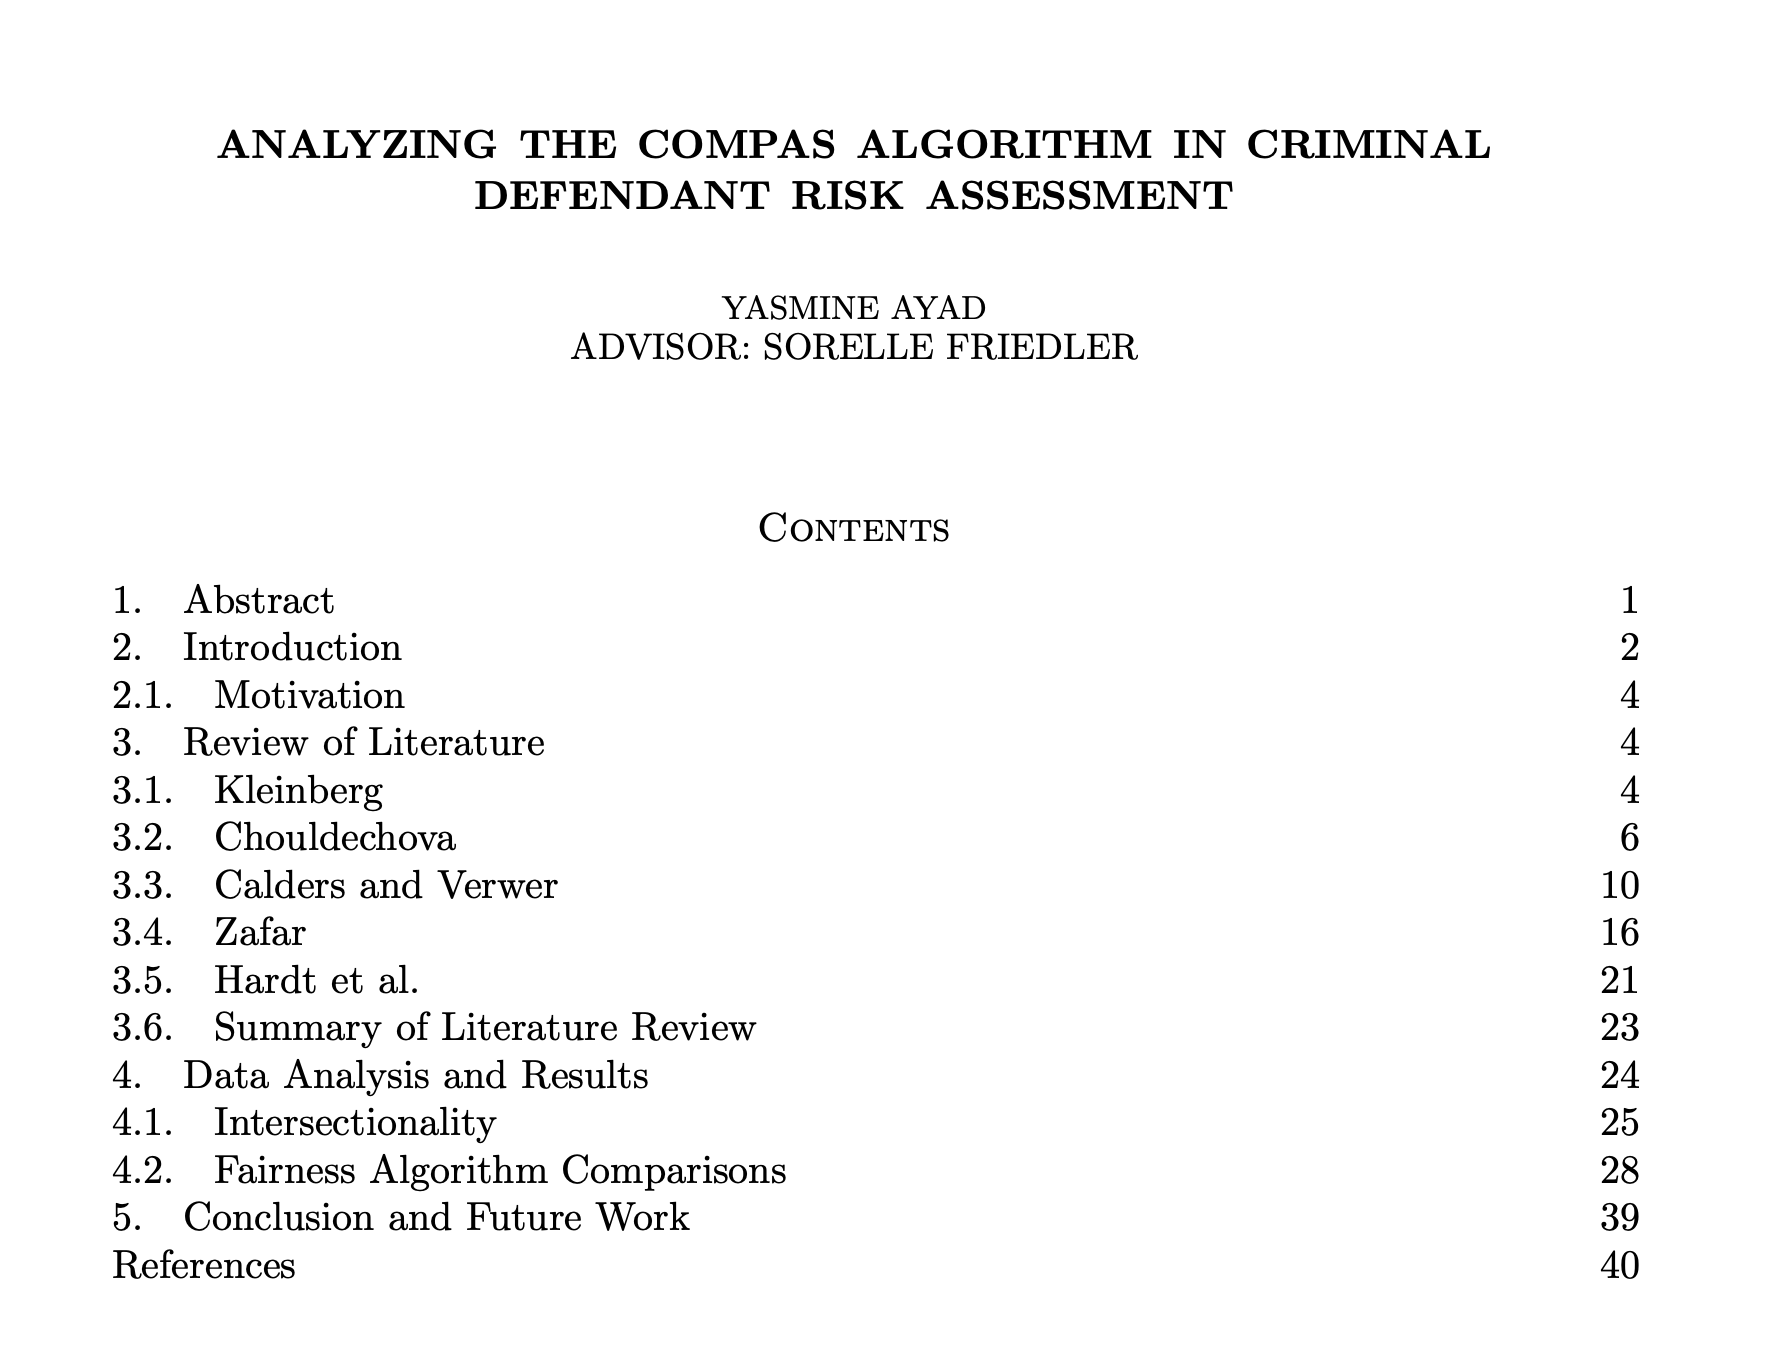 ANALYZING THE COMPAS ALGORITHM IN CRIMINAL
DEFENDANT RISK ASSESSMENT
YASMINE AYAD
ADVISOR: SORELLE FRIEDLER
Contents
1. Abstract 1
2. Introduction 2
2.1. Motivation 4
3. Review of Literature 4
3.1. Kleinberg 4
3.2. Chouldechova 6
3.3. Calders and Verwer 10
3.4. Zafar 16
3.5. Hardt et al. 21
3.6. Summary of Literature Review 23
4. Data Analysis and Results 24
4.1. Intersectionality 25
4.2. Fairness Algorithm Comparisons 28
5. Conclusion and Future Work 39
References 40